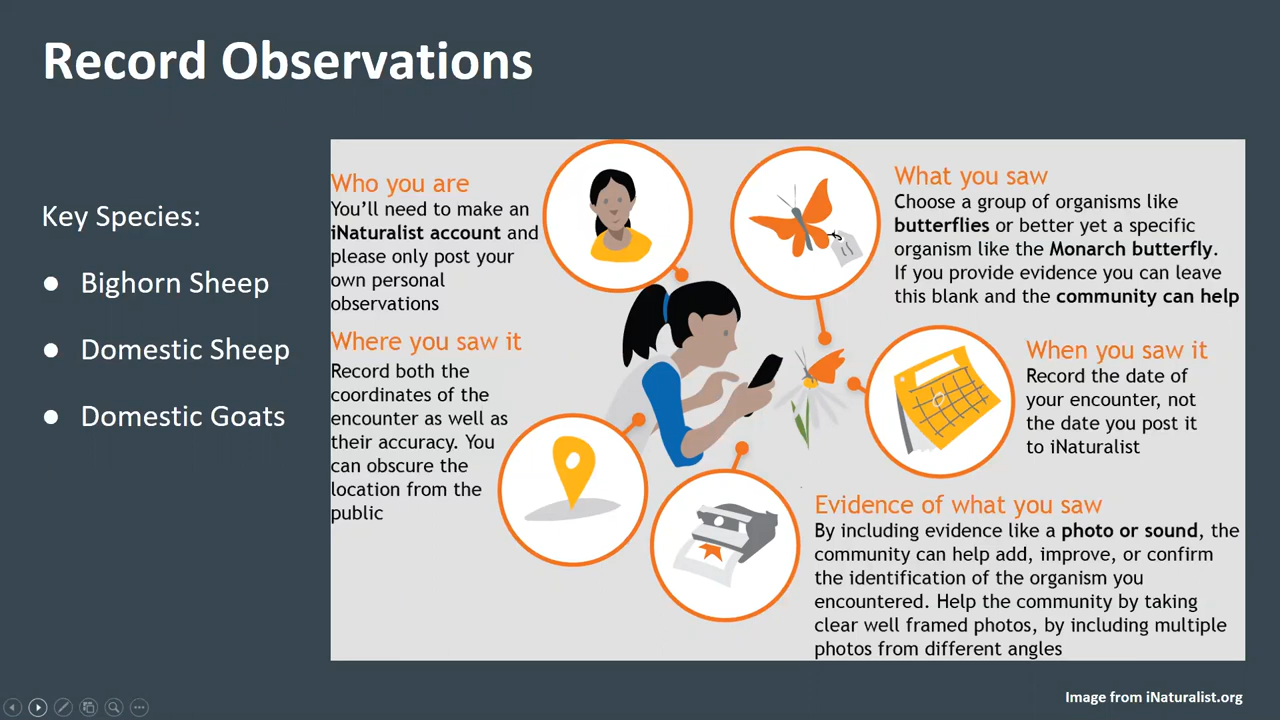 Record Observations
Key Species:
● Bighorn Sheep
● Domestic Sheep
● Domestic Goats
Who you are
You'll need to make an
iNaturalist account and
please only post your
own personal
observations
Where you saw it
Record both the
coordinates of the
encounter as well as
their accuracy. You
can obscure the
location from the
public
What you saw
Choose a group of organisms like
butterflies or better yet a specific
organism like the Monarch butterfly.
If you provide evidence you can leave
this blank and the community can help
When you saw it
Record the date of
your encounter, not
the date you post it
to iNaturalist
Evidence of what you saw
By including evidence like a photo or sound, the
community can help add, improve, or confirm
the identification of the organism you
encountered. Help the community by taking
clear well framed photos, by including multiple
photos from different angles
Image from iNaturalist.org